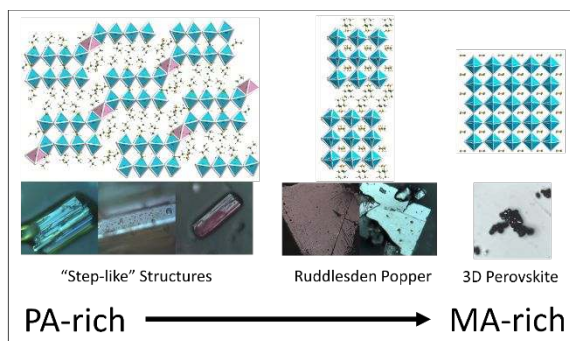 “Step-like” Structures
Ruddlesden Popper
3D Perovskite
PA-rich
MA-rich